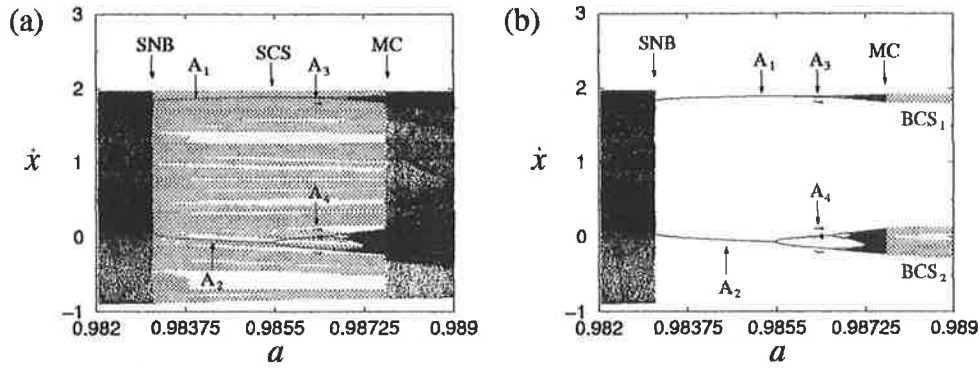 (a)
3
2
1
0
-1
ẋ
SNB
SCS
MC
A₁
A₃
A₄
A₂
0.982 0.98375 0.9855 0.98725 0.989
a
(b)
3
2
1
0
-1
ẋ
SNB
A₁ A₃
MC
BCS₁
A₄
A₂
BCS₂
0.982 0.98375 0.9855 0.98725 0.989
a